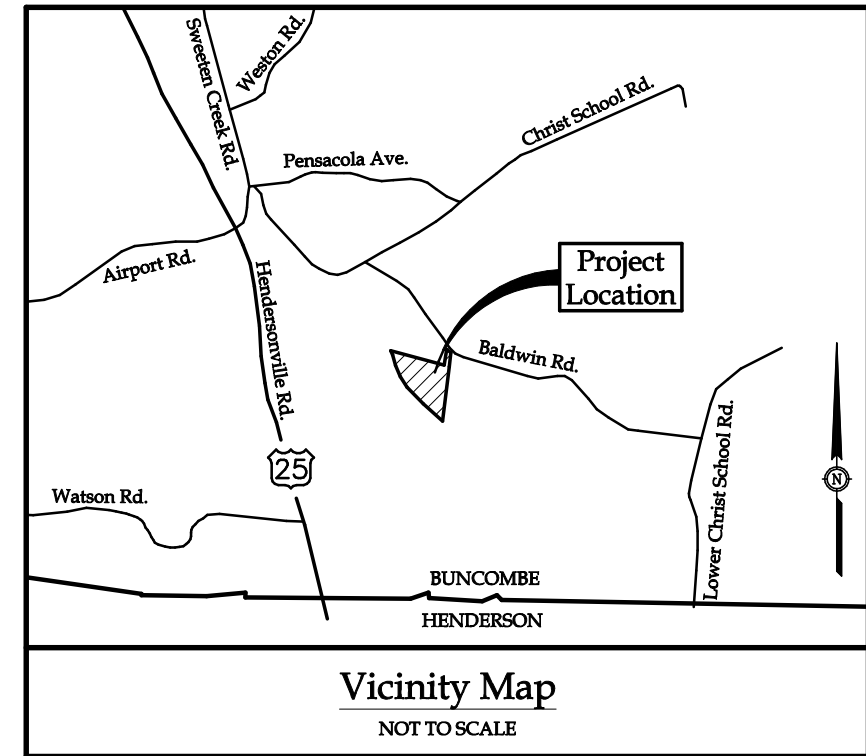 Sweeten Creek Rd.
Weston Rd.
Christ School Rd.
Pensacola Ave.
Airport Rd.
Hendersonville Rd.
Project
Location
Baldwin Rd.
Lower Christ School Rd.
25
N
Watson Rd.
BUNCOMBE
HENDERSON
Vicinity Map
NOT TO SCALE